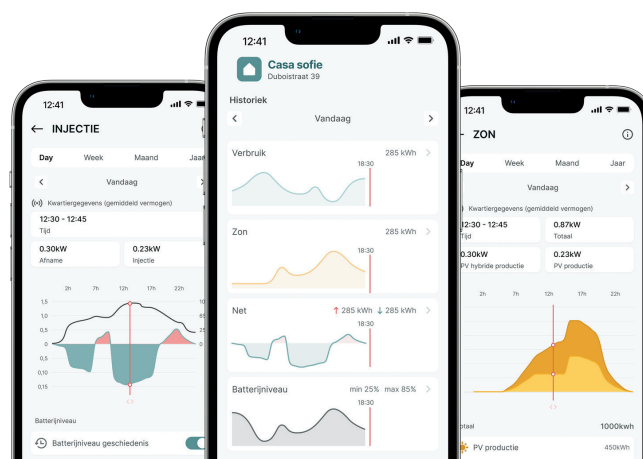 12:41
INJECTIE
Day Week Maand Jaar
Vandaag
Kwartiergegevens (gemiddeld vermogen)
12:30 - 12:45
Tijd
0.30kW 0.23kW
Afname Injectie
2h 7h 12h 17h 22h
1,5
1,0
0,5
0
0,5
0,10
0,15
Batterijniveau
Batterijniveau geschiedenis
12:41
Casa sofie
Duboistraat 39
Historiek
Vandaag
Verbruik 285 kWh
18:30
Zon 285 kWh
18:30
Net 285 kWh 285 kWh
18:30
Batterijniveau min 25% max 85%
18:30
12:41
ZON
Day Week Maand Jaar
Vandaag
Kwartiergegevens (gemiddeld vermogen)
12:30 - 12:45 0.87kW
Tijd Totaal
0.30kW 0.23kW
PV hybride productie PV productie
2h 7h 12h 17h 22h
otaal 1000kwh
PV productie 450kWh